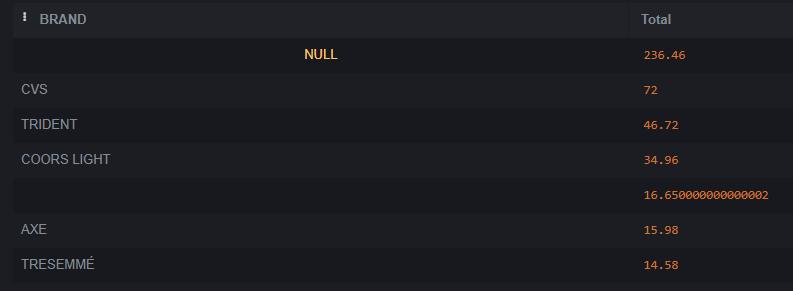 BRAND Total
NULL 236.46
CVS 72
TRIDENT 46.72
COORS LIGHT 34.96
16.650000000000002
AXE 15.98
TRESEMMÉ 14.58